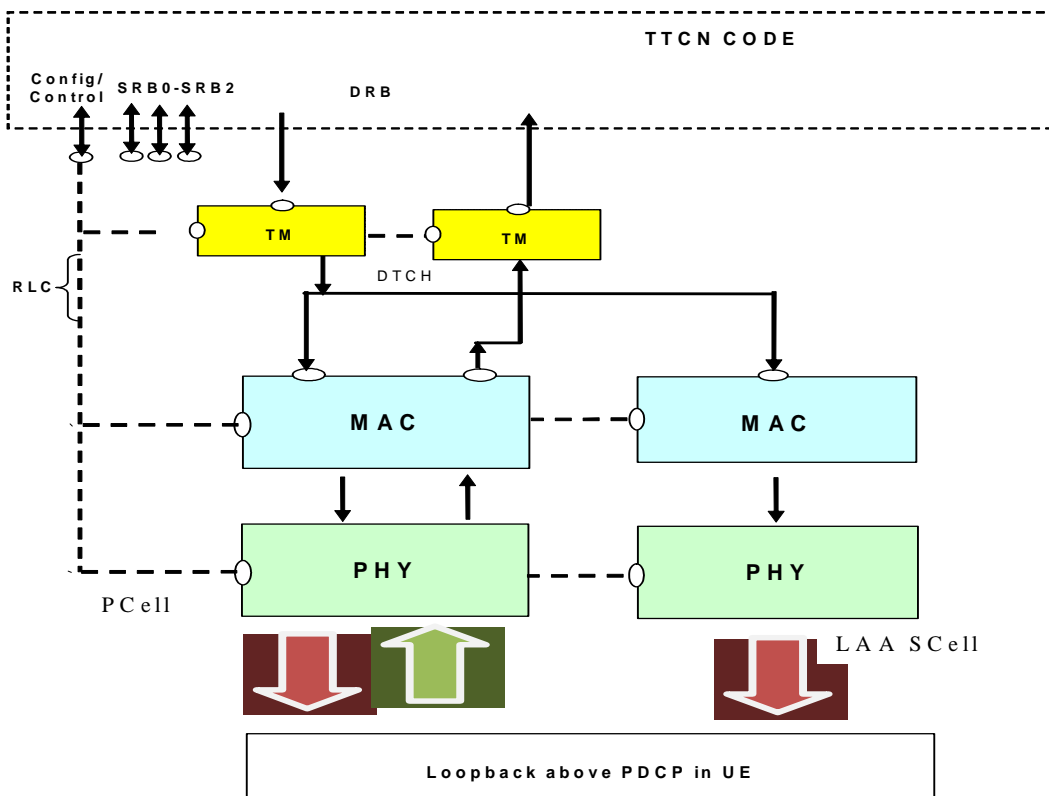 TTCN CODE
Config/
Control
SRB0-SRB2
DRB
TM
TM
DTCH
RLC
MAC
MAC
PHY
PHY
PCell
LAA SCell
Loopback above PDCP in UE